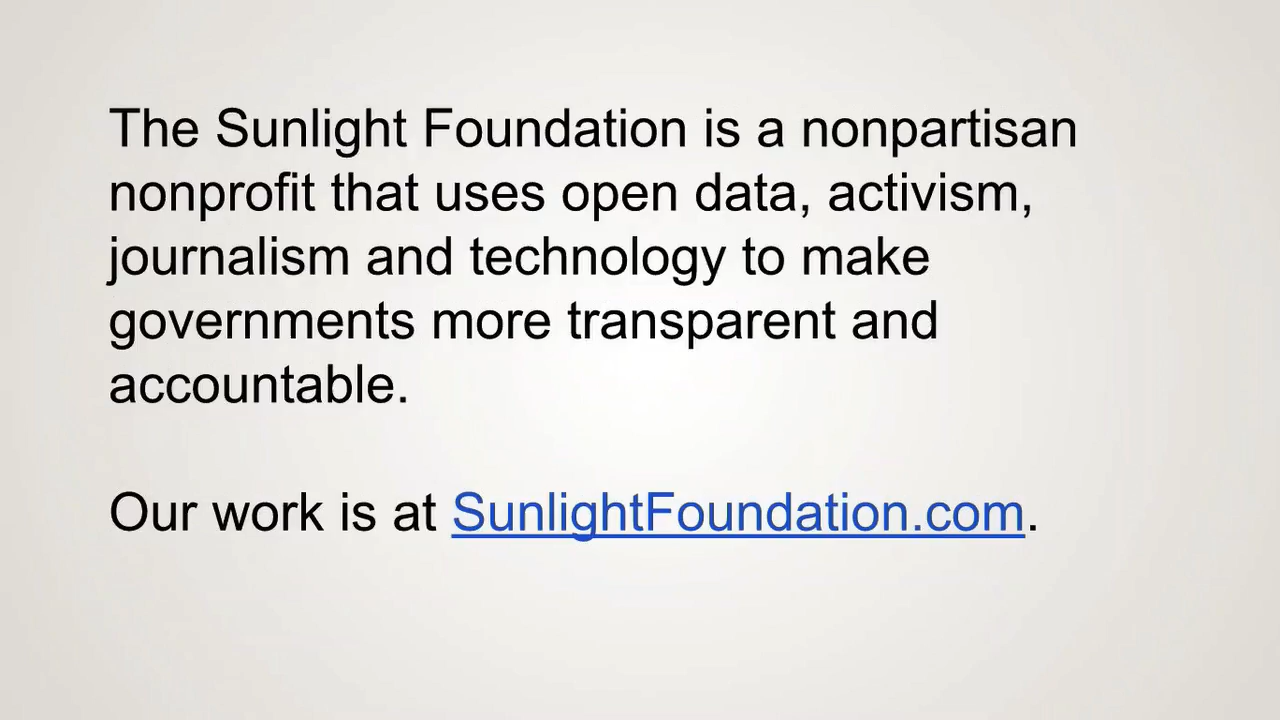 The Sunlight Foundation is a nonpartisan
nonprofit that uses open data, activism,
journalism and technology to make
governments more transparent and
accountable.
Our work is at SunlightFoundation.com.